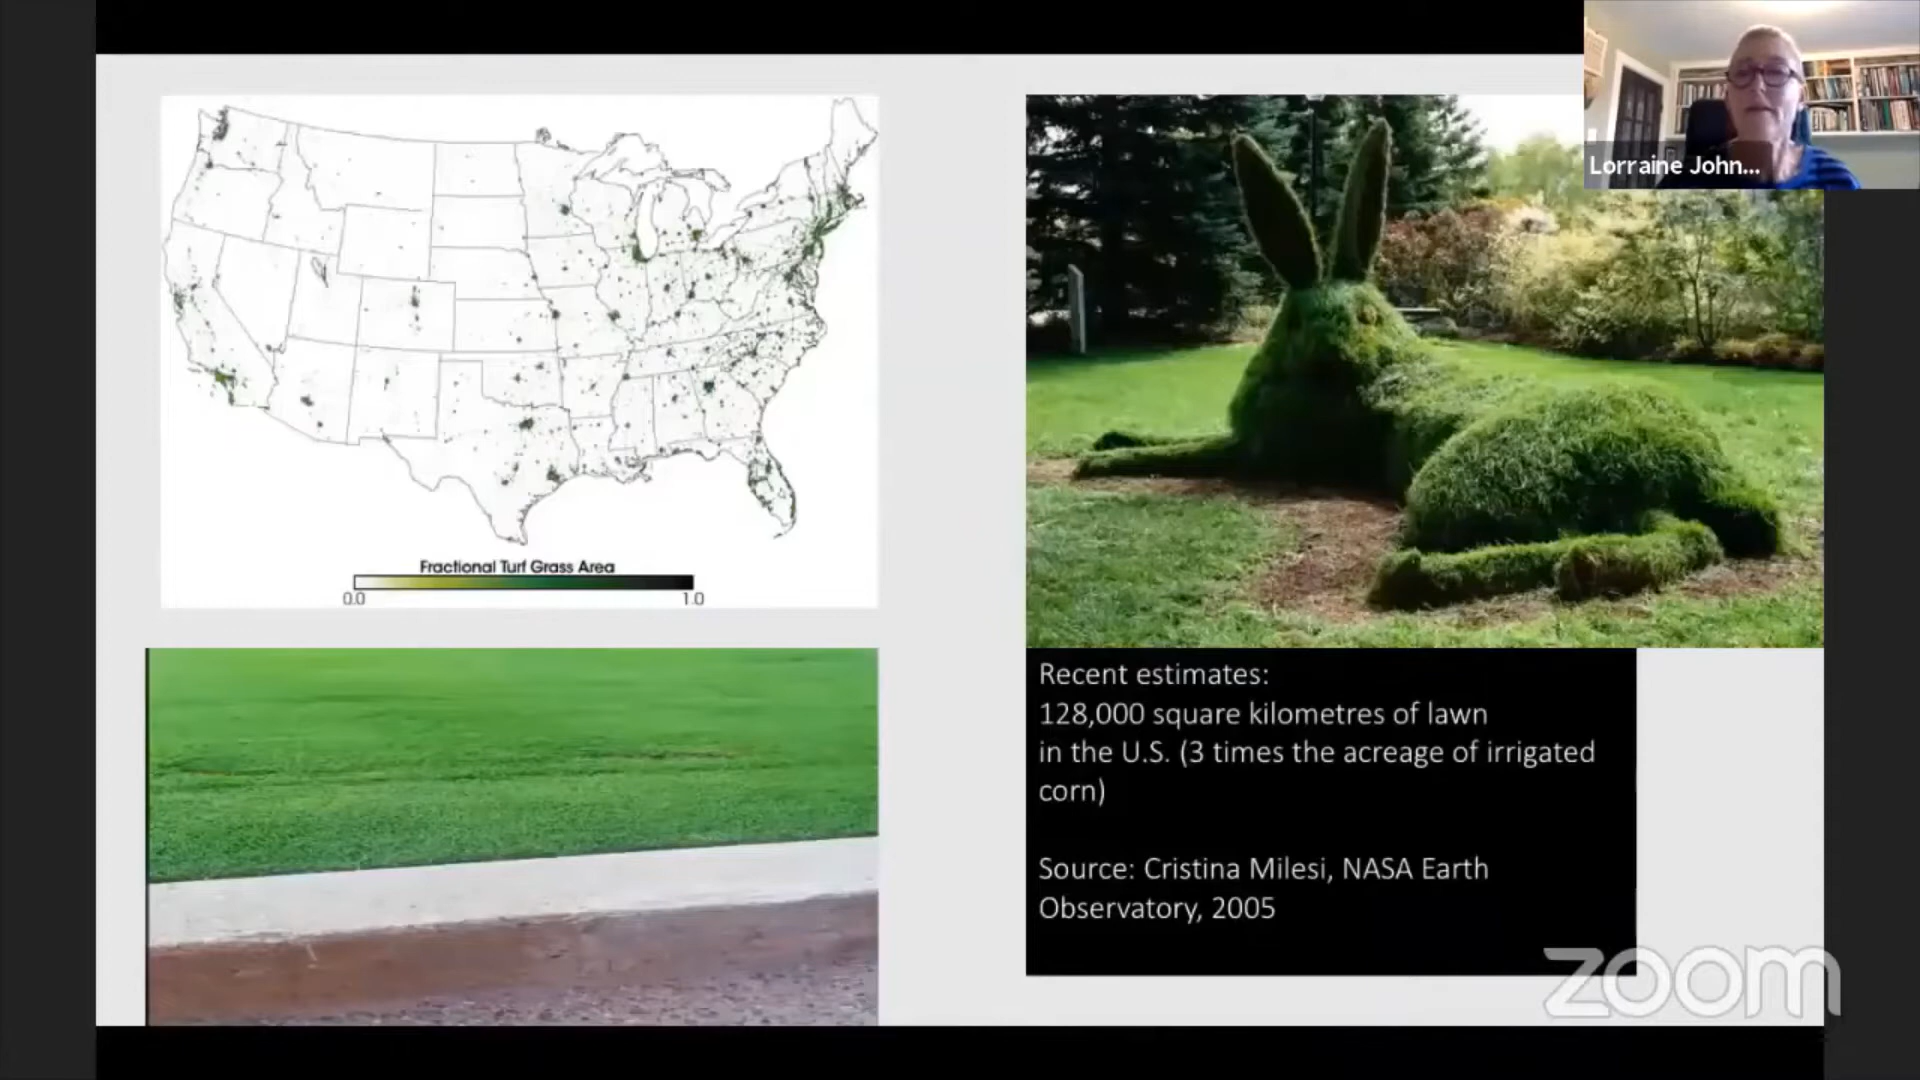 Lorraine John...
Fractional Turf Grass Area
0.0 1.0
Recent estimates:
128,000 square kilometres of lawn
in the U.S. (3 times the acreage of irrigated
corn)
Source: Cristina Milesi, NASA Earth
Observatory, 2005
zoom